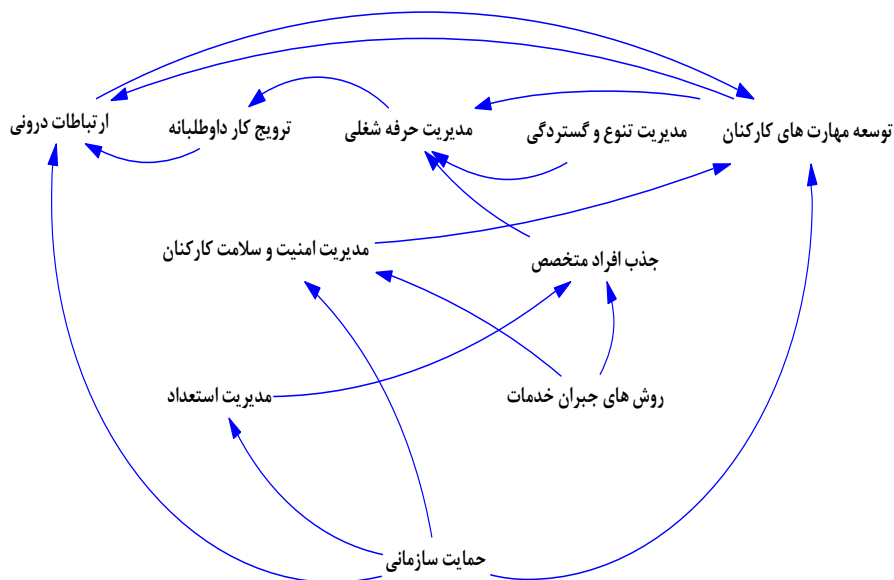 توسعه مهارت های کارکنان
مدیریت تنوع و گستردگی
مدیریت حرفه شغلی
ترویج کار داوطلبانه
ارتباطات درونی
جذب افراد متخصص
مدیریت امنیت و سلامت کارکنان
روش های جبران خدمات
مدیریت استعداد
حمایت سازمانی